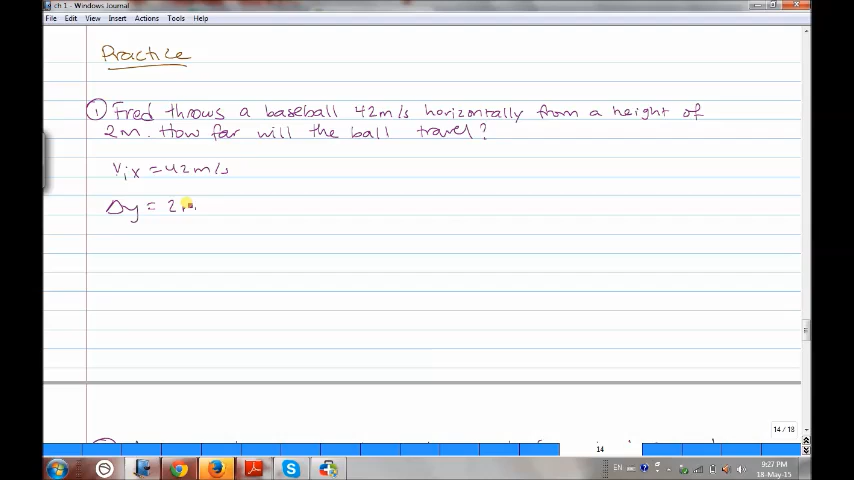 ch 1 - Windows Journal
File Edit View Insert Actions Tools Help
Practice
① Fred throws a baseball 42m/s horizontally from a height of
2m. How far will the ball travel?
Vix = 42m/s
Δy = 2m
14 / 18
14
EN
9:27 PM
18-May-15